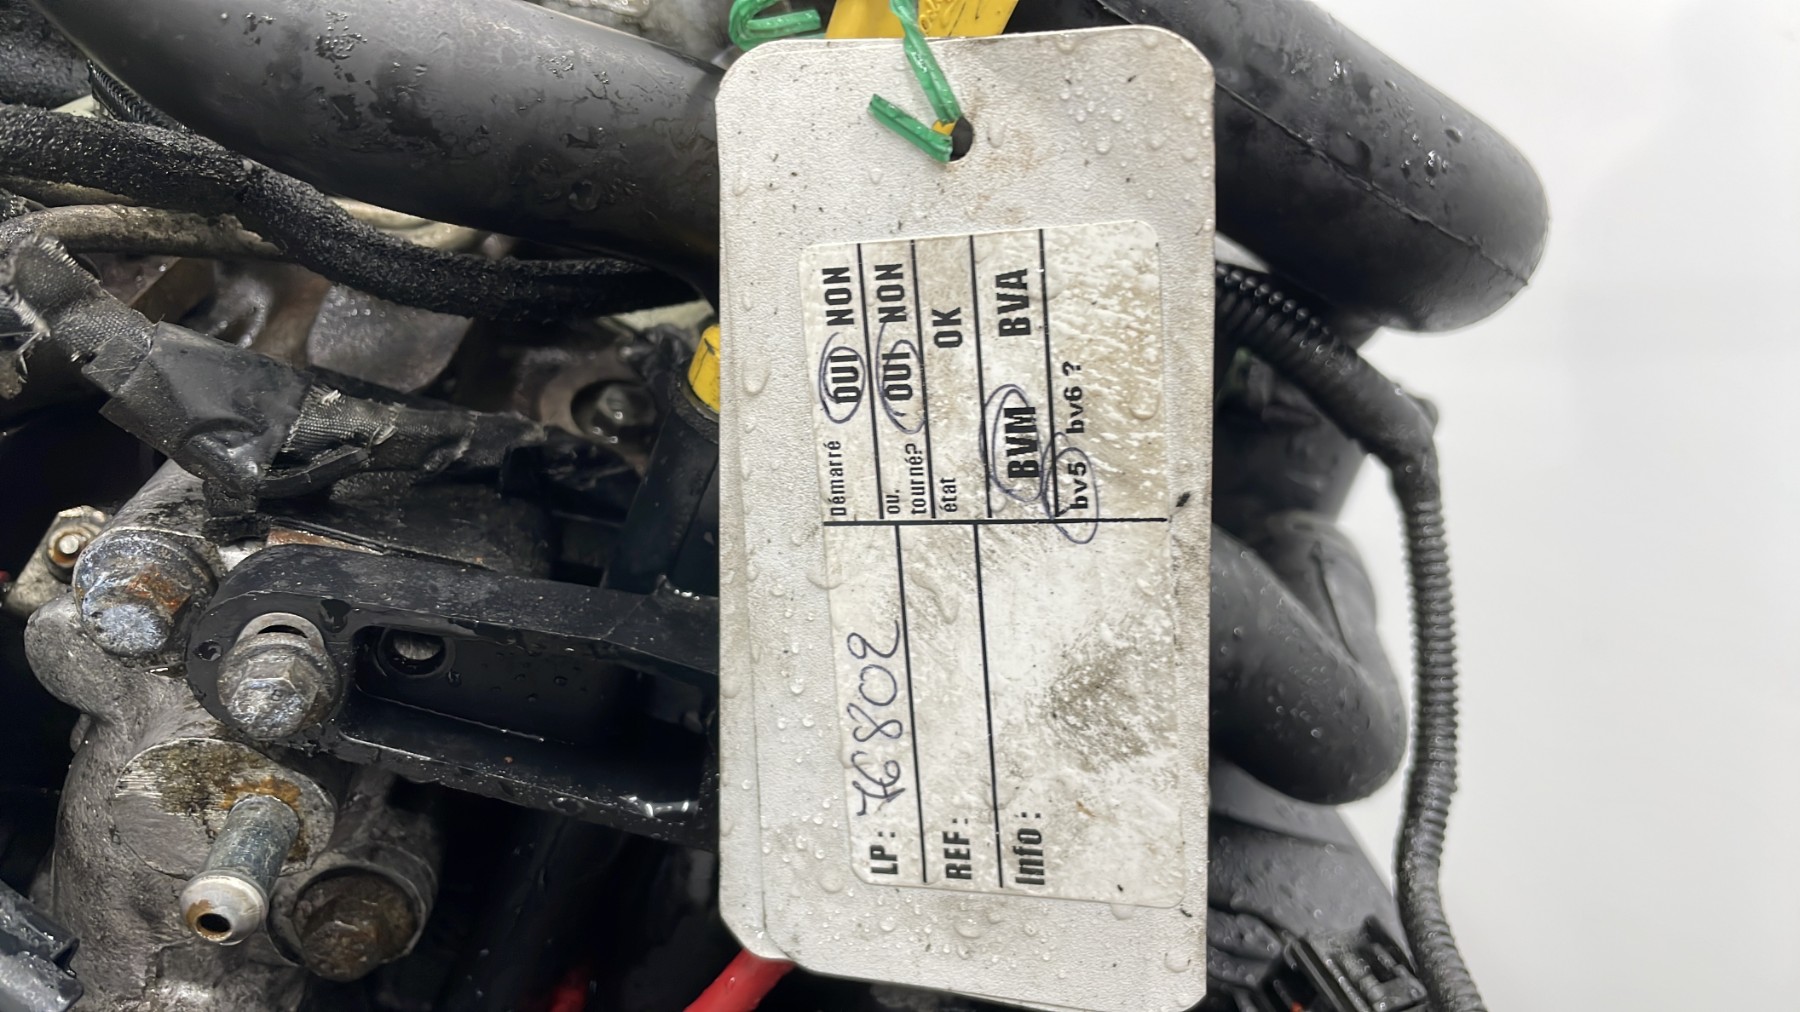 LP : 76802
REF :
Info :
Démarré OUI NON
ou.
tourné? OUI NON
état OK
BVM BVA
bv5 bv6 ?